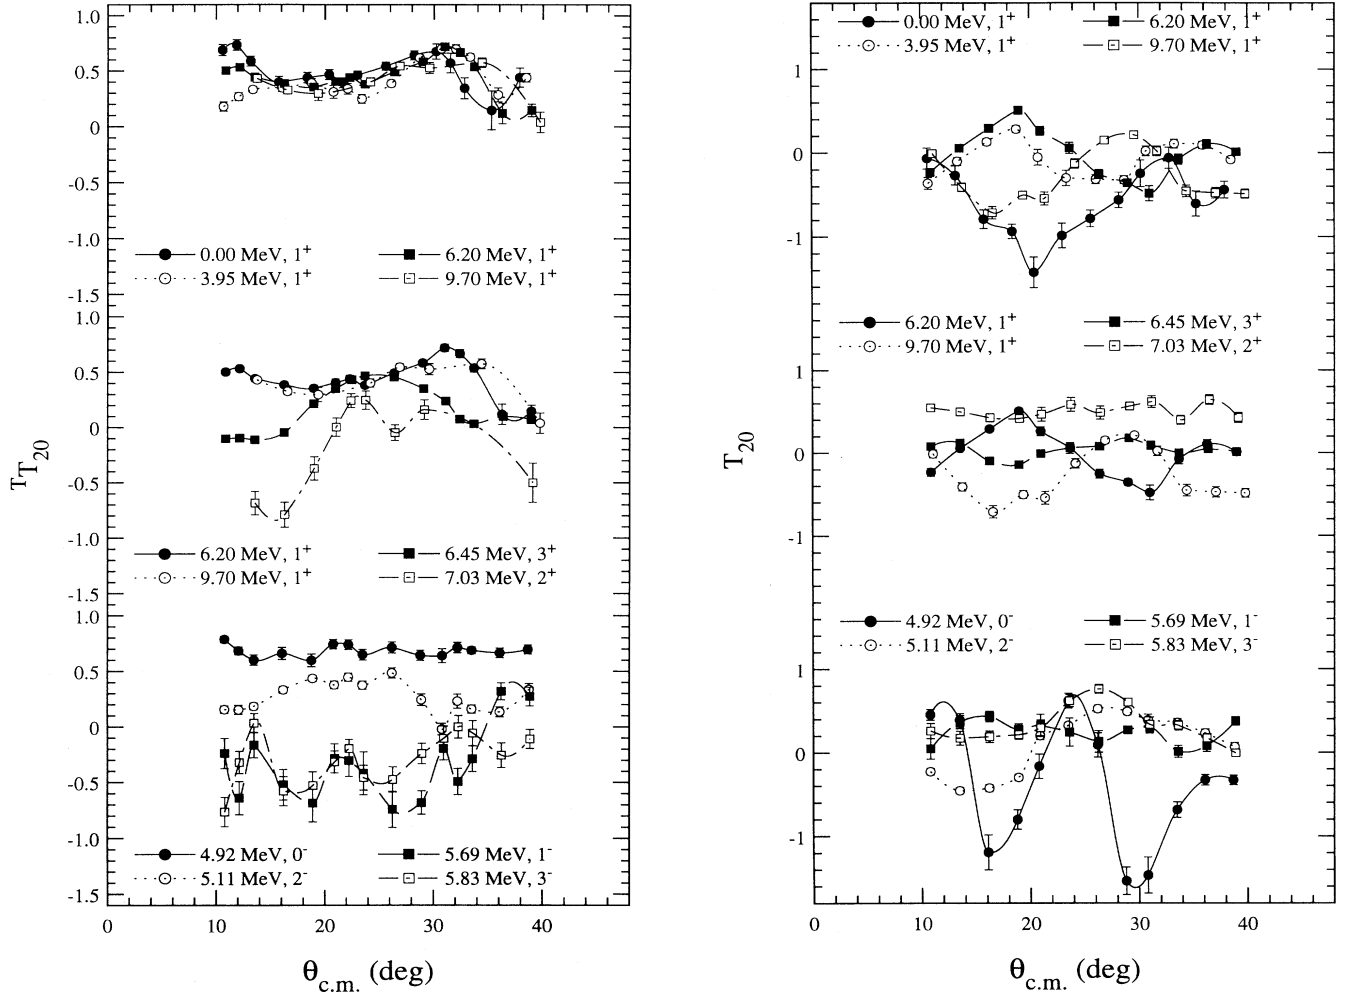 1.0
0.5
0
-0.5
-1.0
-1.5
0.00 MeV, 1+
3.95 MeV, 1+
6.20 MeV, 1+
9.70 MeV, 1+
1.0
0.5
0
-0.5
-1.0
-1.5
6.20 MeV, 1+
9.70 MeV, 1+
6.45 MeV, 3+
7.03 MeV, 2+
1.0
0.5
0
-0.5
-1.0
-1.5
4.92 MeV, 0-
5.11 MeV, 2-
5.69 MeV, 1-
5.83 MeV, 3-
TT20
0 10 20 30 40
θc.m. (deg)
0.00 MeV, 1+
3.95 MeV, 1+
6.20 MeV, 1+
9.70 MeV, 1+
1
0
-1
6.20 MeV, 1+
9.70 MeV, 1+
6.45 MeV, 3+
7.03 MeV, 2+
1
0
-1
4.92 MeV, 0-
5.11 MeV, 2-
5.69 MeV, 1-
5.83 MeV, 3-
1
0
-1
T20
0 10 20 30 40
θc.m. (deg)